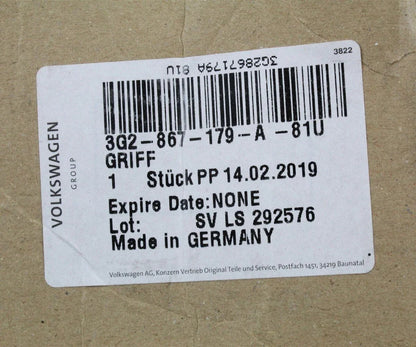 3822
3G2867179A 81U
VOLKSWAGEN
GROUP
3G2-867-179-A -81U
GRIFF
1 Stück PP 14.02.2019
Expire Date: NONE
Lot: SV LS 292576
Made in GERMANY
Volkswagen AG, Konzern Vertrieb Original Teile und Service, Postfach 1451, 34219 Baunatal